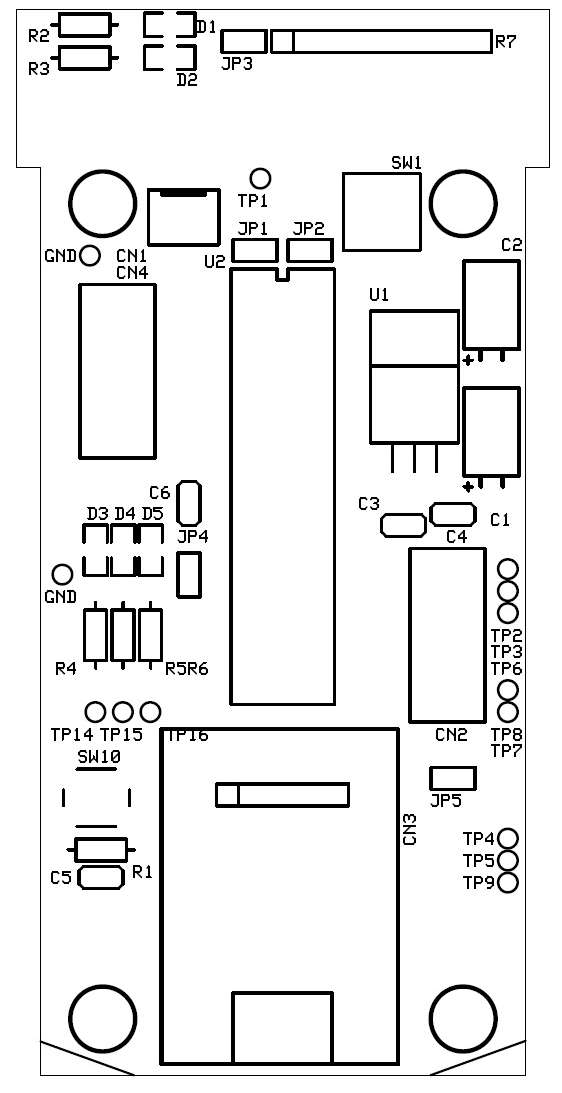 R2
D1
R7
R3
JP3
D2
SW1
TP1
JP1 JP2
C2
GND CN1
U2
CN4
U1
+
+
C6
C3
D3 D4 D5
C1
JP4
C4
GND
TP2
TP3
R4 R5R6
TP6
TP14 TP15 TP16
CN2
TP8
TP7
SW10
JP5
CN3
TP4
TP5
R1
C5
TP9